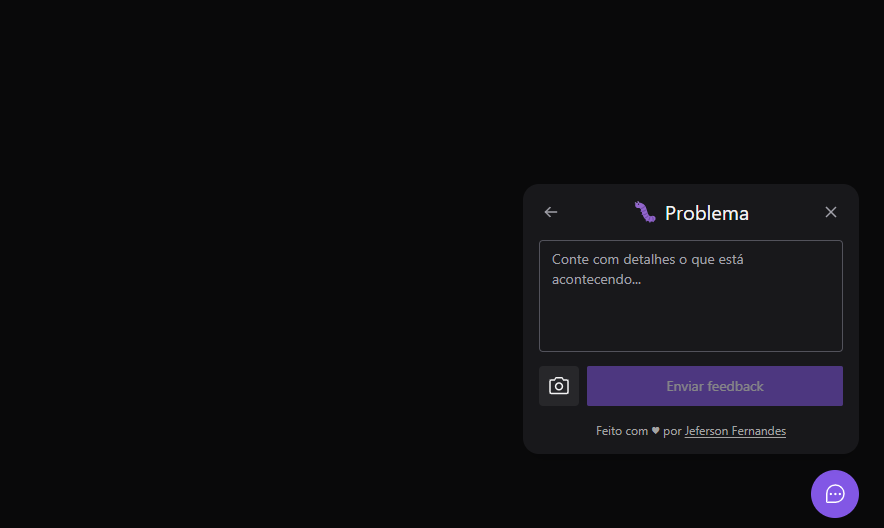 Problema
Conte com detalhes o que está
acontecendo...
Enviar feedback
Feito com ♥ por Jeferson Fernandes